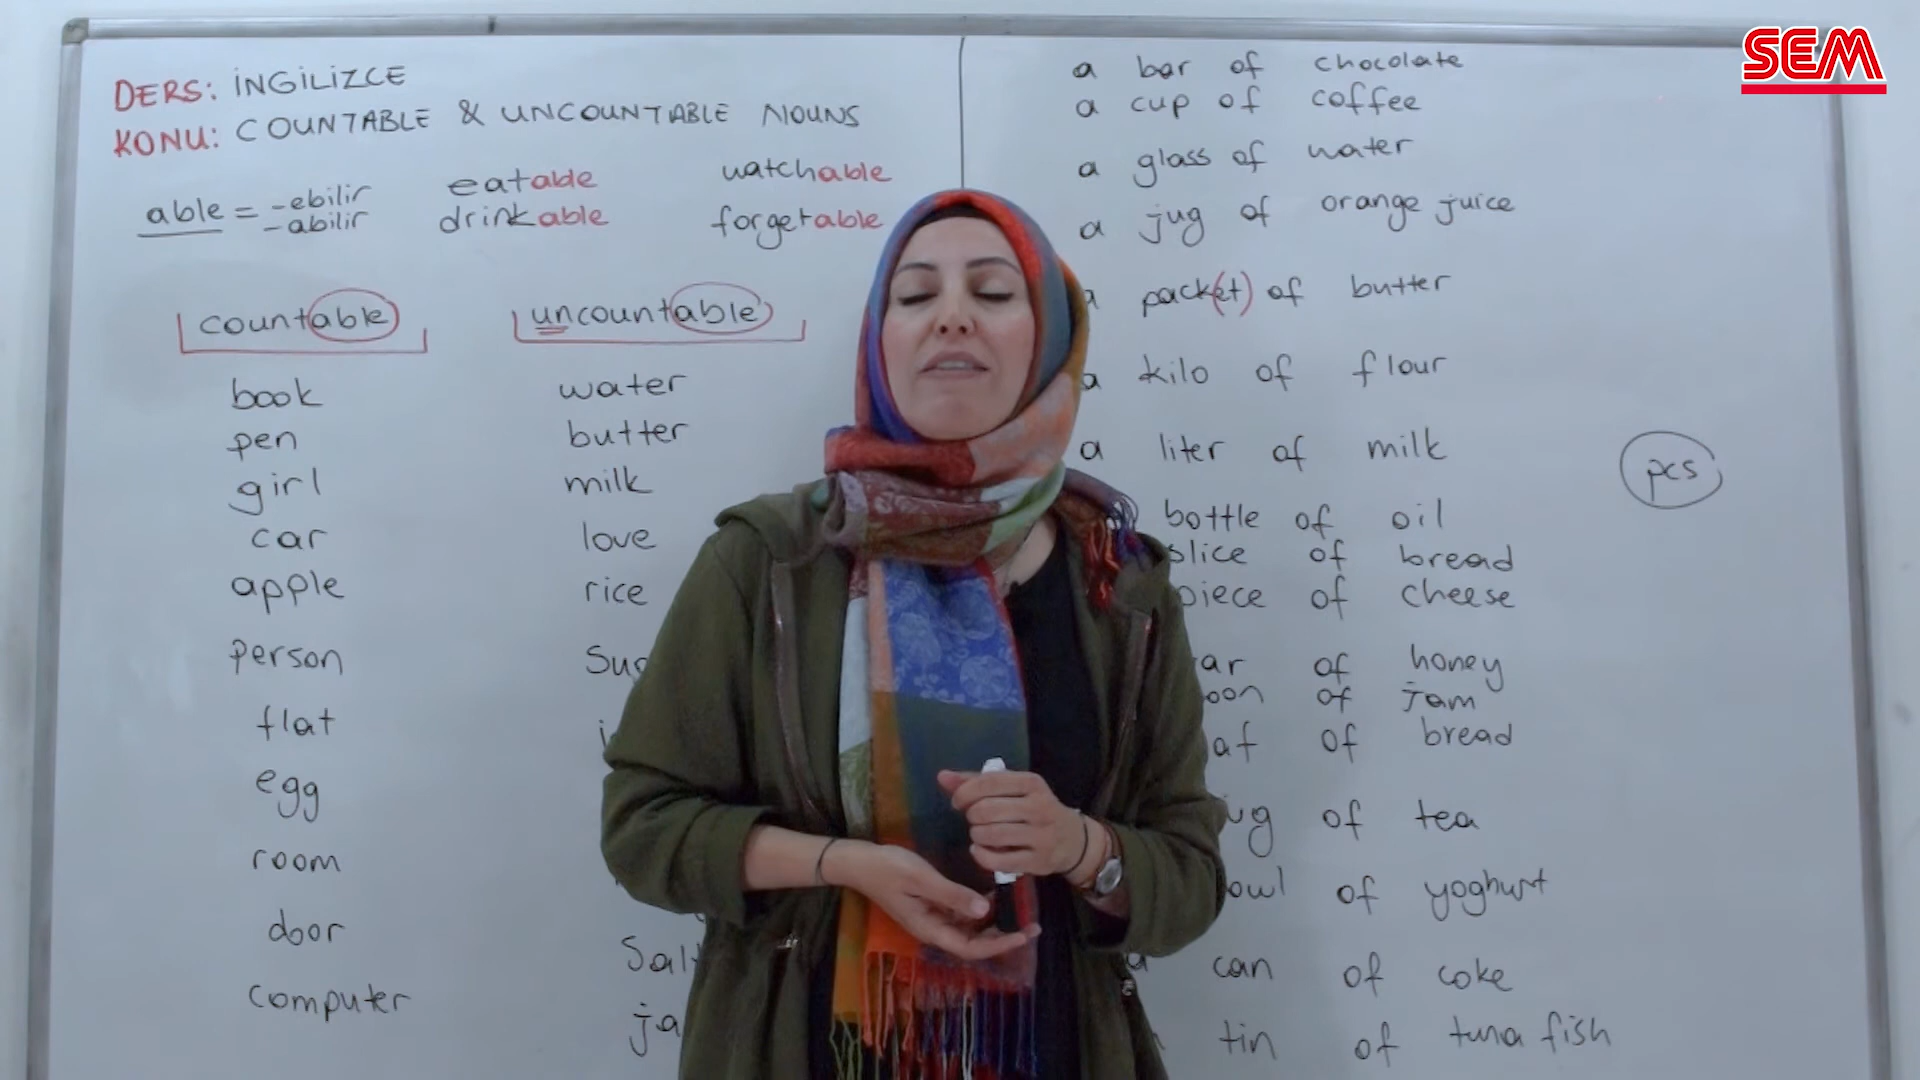 SEM
DERS: İNGİLİZCE
KONU: COUNTABLE & UNCOUNTABLE NOUNS
able = -ebilir
-abilir
eatable
drinkable
watchable
forgetable
countable
book
pen
girl
car
apple
person
flat
egg
room
door
computer
uncountable
water
butter
milk
love
rice
a bar of chocolate
a cup of coffee
a glass of water
a jug of orange juice
a packet) of butter
a kilo of flour
a liter of milk
bottle of oil
slice of bread
piece of cheese
of honey
of jam
of bread
of tea
of yoghurt
a can of coke
tin of tuna fish
pcs